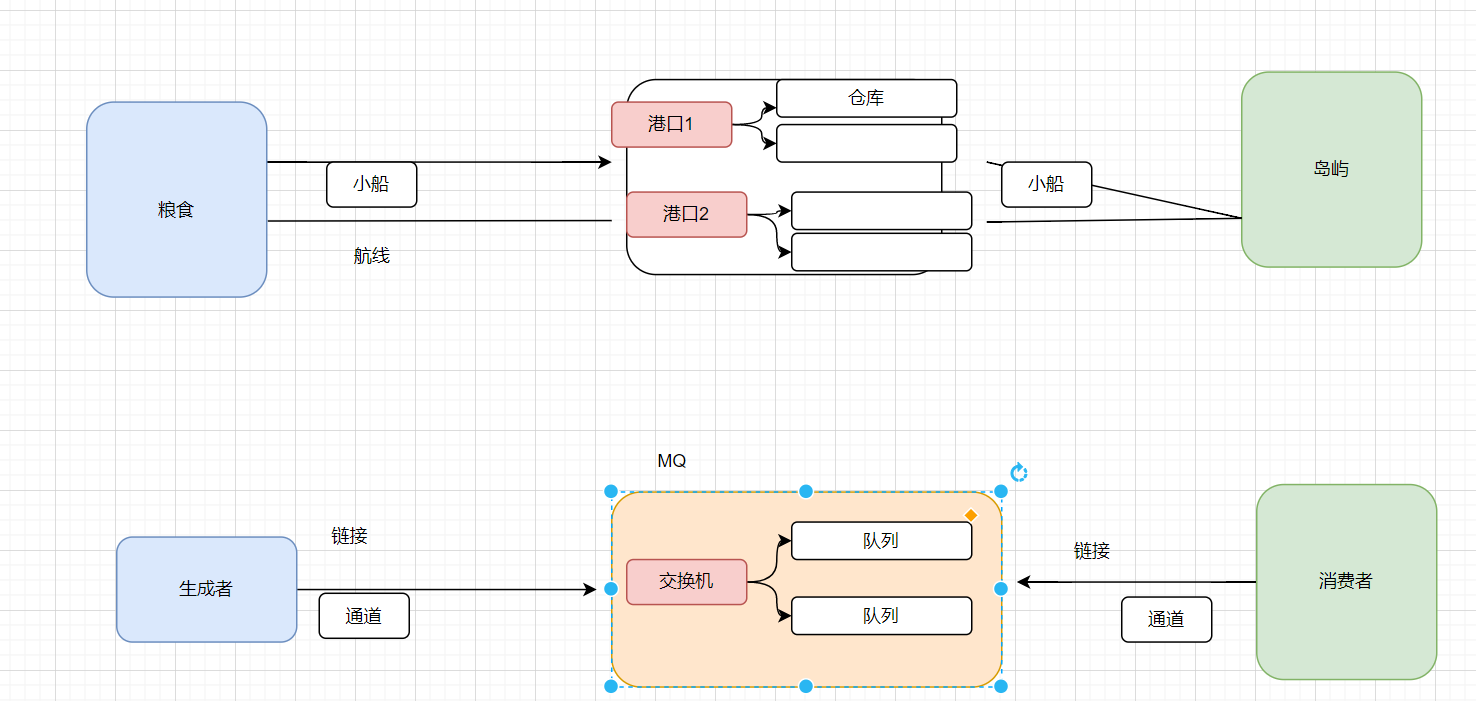 仓库
港口1
岛屿
小船
小船
粮食
港口2
航线
MQ
链接
队列
链接
交换机
消费者
生成者
通道
队列
通道